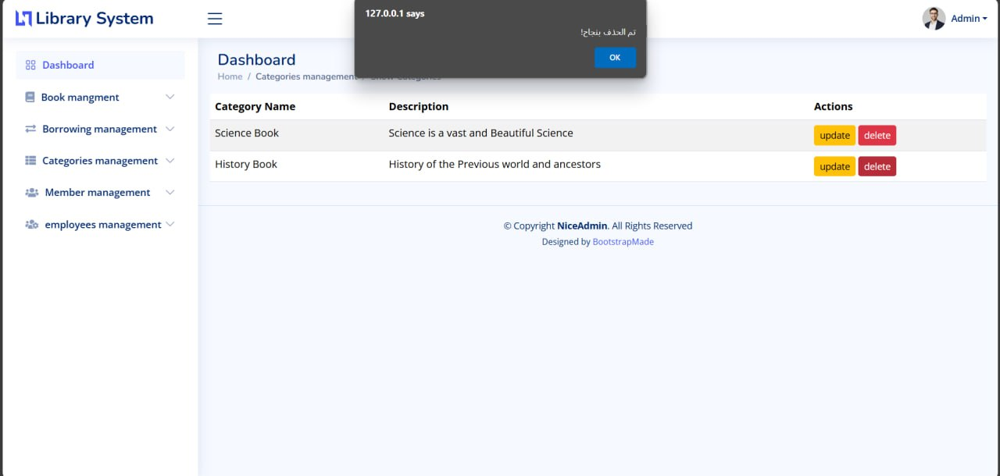 Library System
127.0.0.1 says
تم الحذف بنجاح!
OK
Admin
Dashboard
Book mangment
Borrowing management
Categories management
Member management
employees management
Dashboard
Home / Categories management / Show Categories
Category Name Description Actions
Science Book Science is a vast and Beautiful Science update delete
History Book History of the Previous world and ancestors update delete
© Copyright NiceAdmin. All Rights Reserved
Designed by BootstrapMade